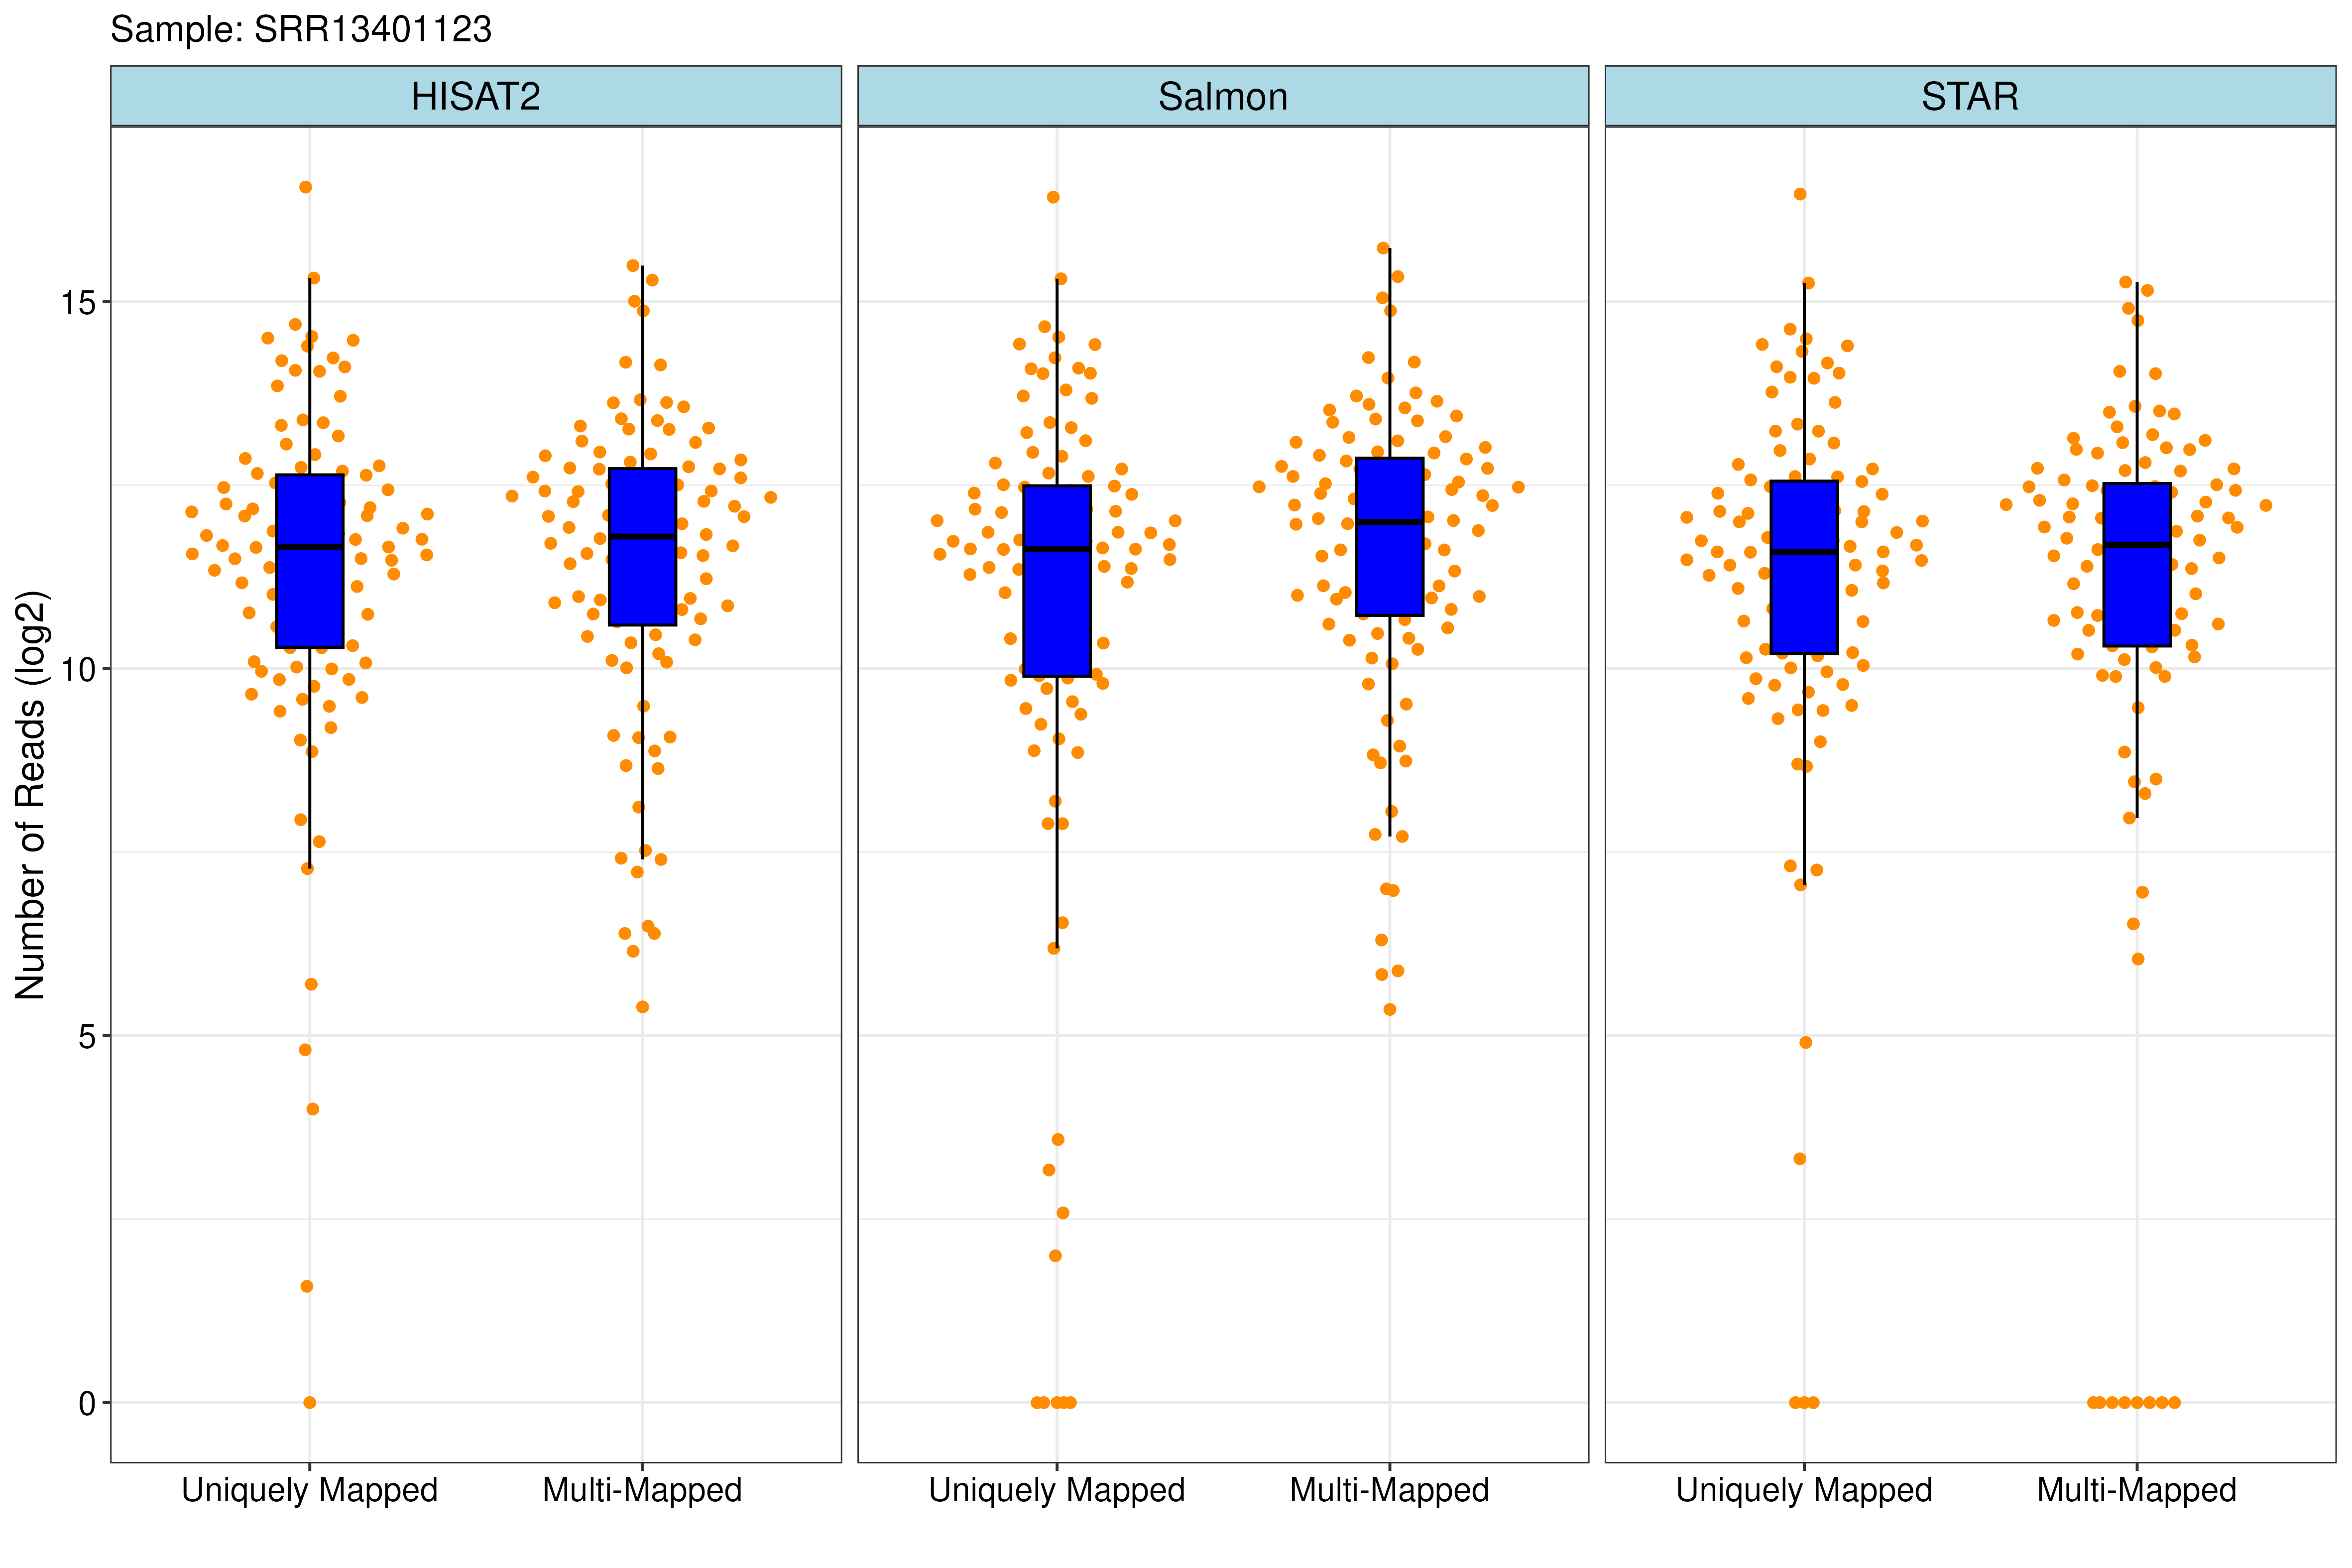 Sample: SRR13401123
HISAT2
Salmon
STAR
Number of Reads (log2)
15
10
5
0
Uniquely Mapped
Multi-Mapped
Uniquely Mapped
Multi-Mapped
Uniquely Mapped
Multi-Mapped